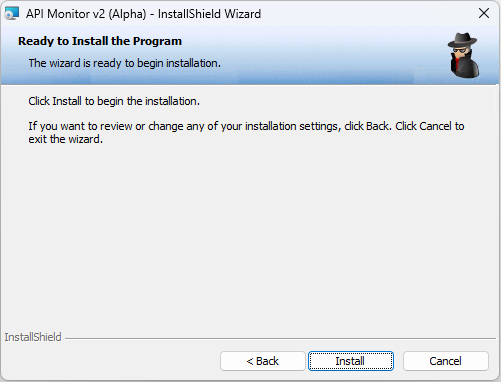 API Monitor v2 (Alpha) - InstallShield Wizard
Ready to Install the Program
The wizard is ready to begin installation.
Click Install to begin the installation.
If you want to review or change any of your installation settings, click Back. Click Cancel to
exit the wizard.
InstallShield
< Back
Install
Cancel